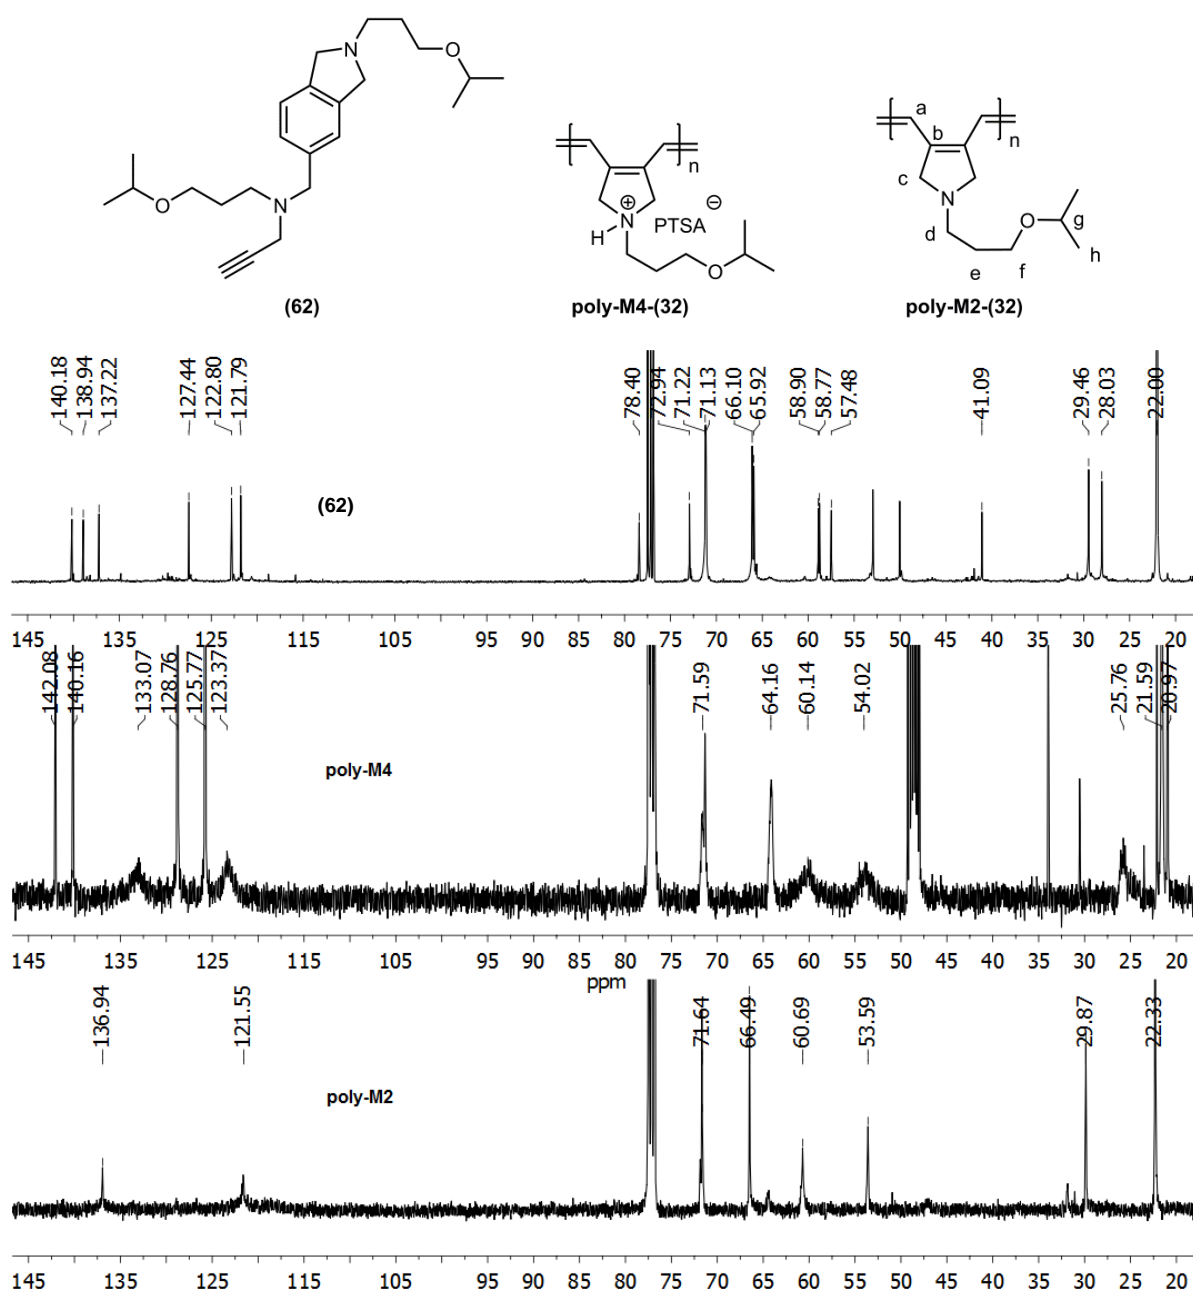 N
O
O
N
(62)
n
N
⊕
H
PTSA
⊖
O
poly-M4-(32)
a
b
n
c
N
d
e
f
O
g
h
poly-M2-(32)
140.18
138.94
137.22
127.44
122.80
121.79
78.40
72.94
71.22
71.13
66.10
65.92
58.90
58.77
57.48
41.09
29.46
28.03
22.00
(62)
145 135 125 115 105 95 90 85 80 75 70 65 60 55 50 45 40 35 30 25 20
142.08
140.16
133.07
128.76
125.77
123.37
71.59
64.16
60.14
54.02
25.76
21.59
20.97
poly-M4
145 135 125 115 105 95 90 85 80 75 70 65 60 55 50 45 40 35 30 25 20
ppm
136.94
121.55
71.64
66.49
60.69
53.59
29.87
22.33
poly-M2
145 135 125 115 105 95 90 85 80 75 70 65 60 55 50 45 40 35 30 25 20